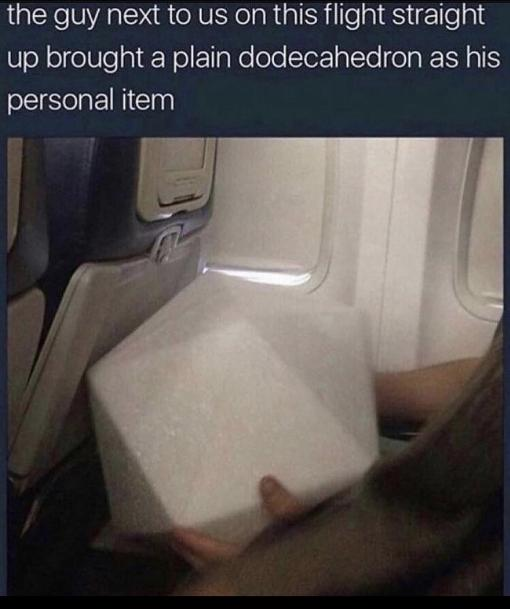 the guy next to us on this flight straight
up brought a plain dodecahedron as his
personal item